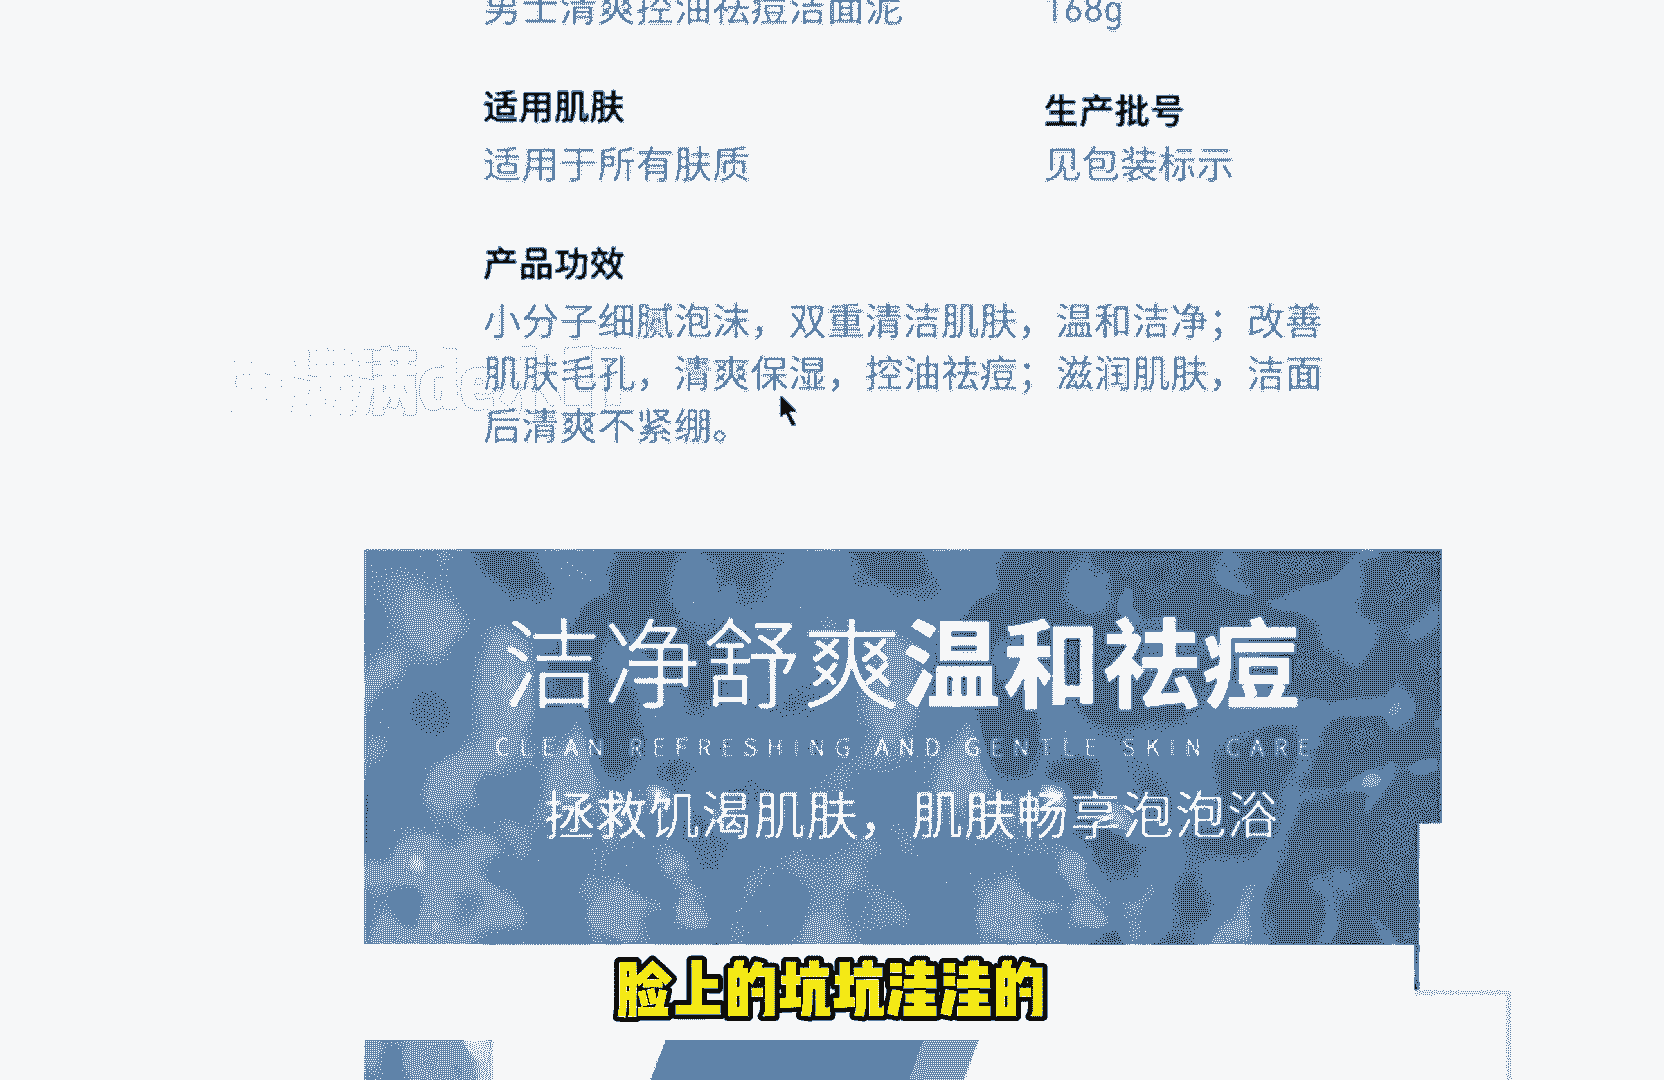 男士清爽控油祛痘洁面泥 168g
适用肌肤 生产批号
适用于所有肤质 见包装标示
产品功效
小分子细腻泡沫，双重清洁肌肤，温和洁净；改善
肌肤毛孔，清爽保湿，控油祛痘；滋润肌肤，洁面
后清爽不紧绷。
洁净舒爽温和祛痘
CLEAN REFRESHING AND GENTLE SKIN CARE
拯救饥渴肌肤，肌肤畅享泡泡浴
脸上的坑坑洼洼的